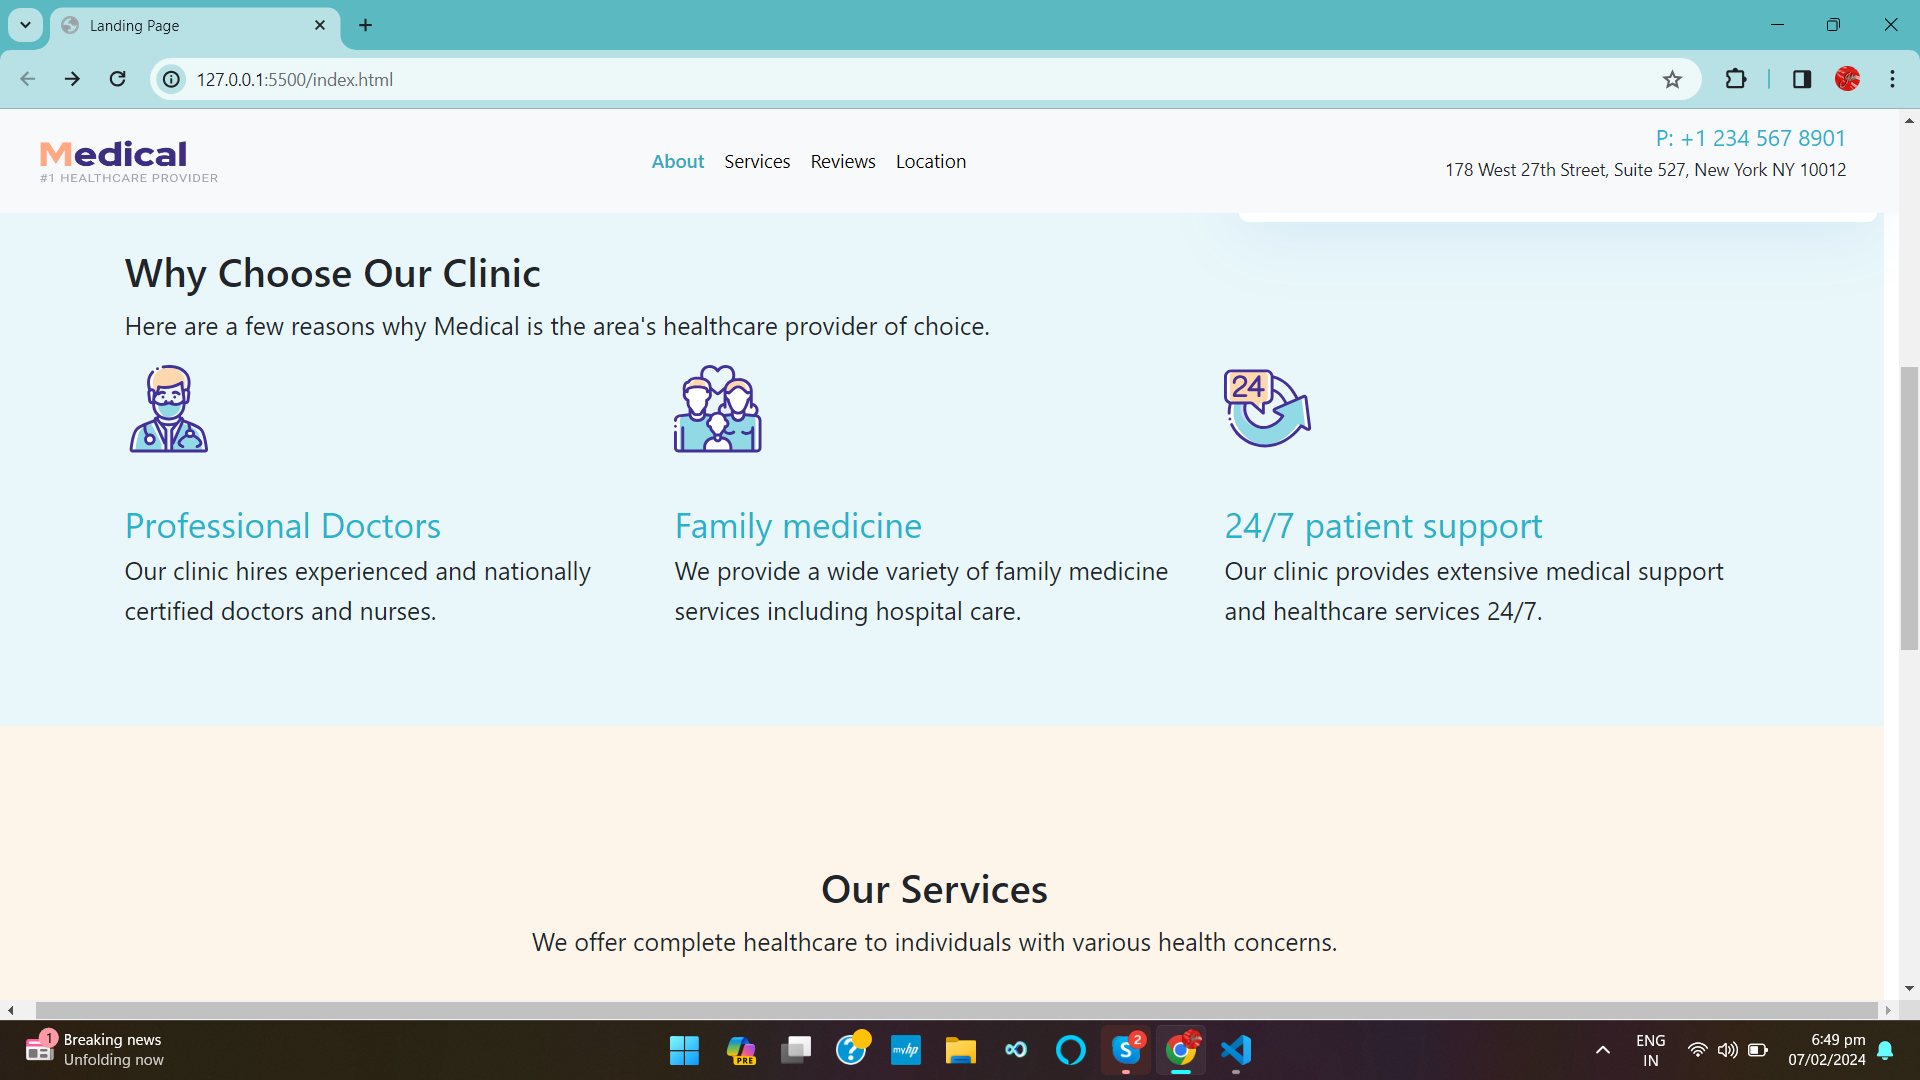 Landing Page
127.0.0.1:5500/index.html
Medical
#1 HEALTHCARE PROVIDER
About Services Reviews Location
P: +1 234 567 8901
178 West 27th Street, Suite 527, New York NY 10012
Why Choose Our Clinic
Here are a few reasons why Medical is the area's healthcare provider of choice.
24
Professional Doctors
Our clinic hires experienced and nationally
certified doctors and nurses.
Family medicine
We provide a wide variety of family medicine
services including hospital care.
24/7 patient support
Our clinic provides extensive medical support
and healthcare services 24/7.
Our Services
We offer complete healthcare to individuals with various health concerns.
1
Breaking news
Unfolding now
PRE
myhp
S
2
ENG
IN
6:49 pm
07/02/2024